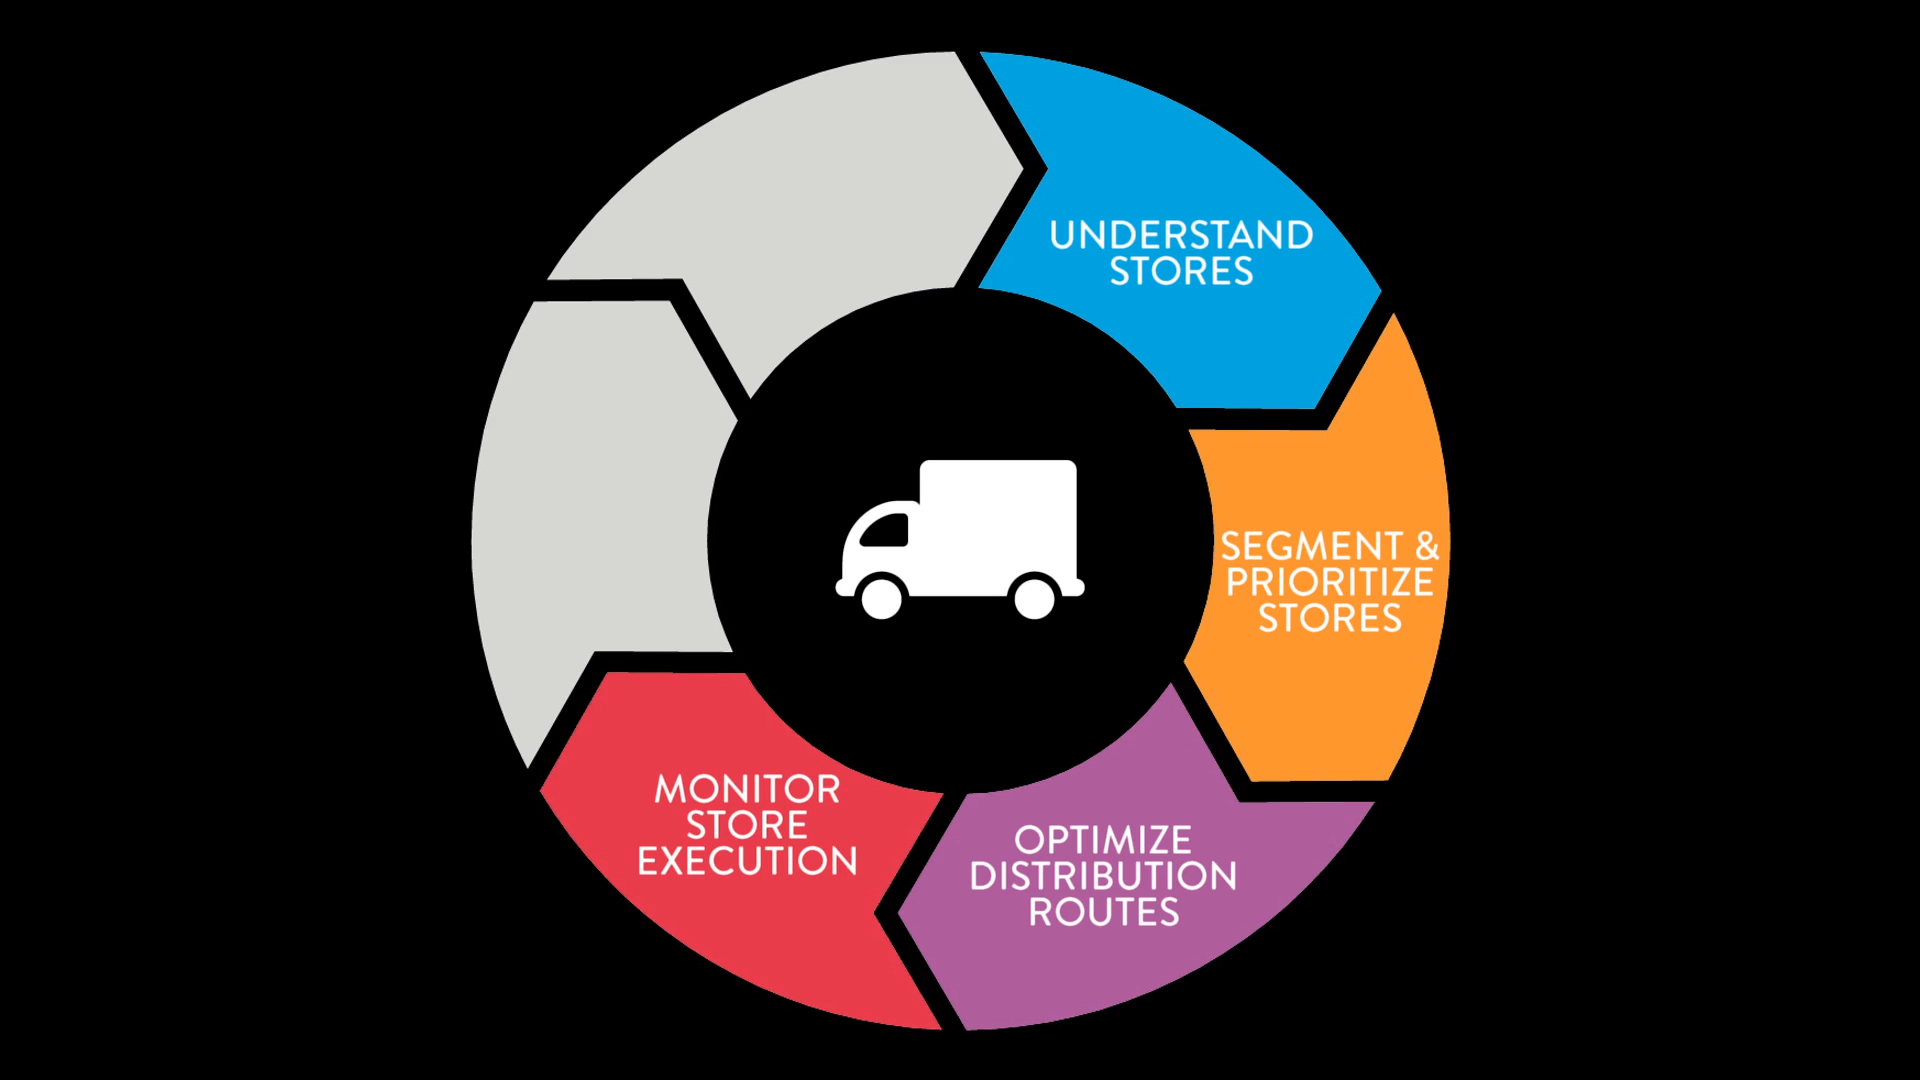 UNDERSTAND
STORES
SEGMENT &
PRIORITIZE
STORES
OPTIMIZE
DISTRIBUTION
ROUTES
MONITOR
STORE
EXECUTION